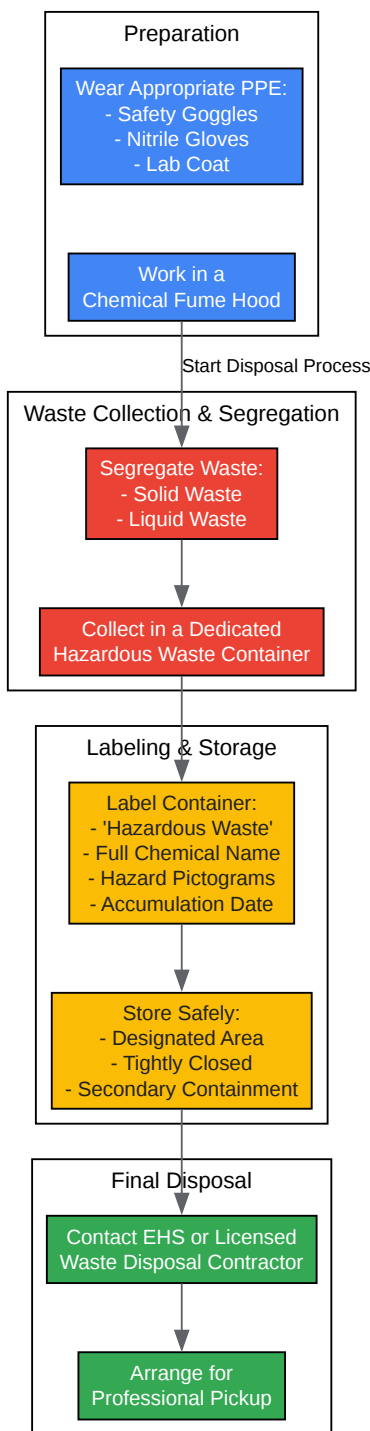 Preparation
Wear Appropriate PPE:
- Safety Goggles
- Nitrile Gloves
- Lab Coat
Work in a
Chemical Fume Hood
Start Disposal Process
Waste Collection & Segregation
Segregate Waste:
- Solid Waste
- Liquid Waste
Collect in a Dedicated
Hazardous Waste Container
Labeling & Storage
Label Container:
- 'Hazardous Waste'
- Full Chemical Name
- Hazard Pictograms
- Accumulation Date
Store Safely:
- Designated Area
- Tightly Closed
- Secondary Containment
Final Disposal
Contact EHS or Licensed
Waste Disposal Contractor
Arrange for
Professional Pickup